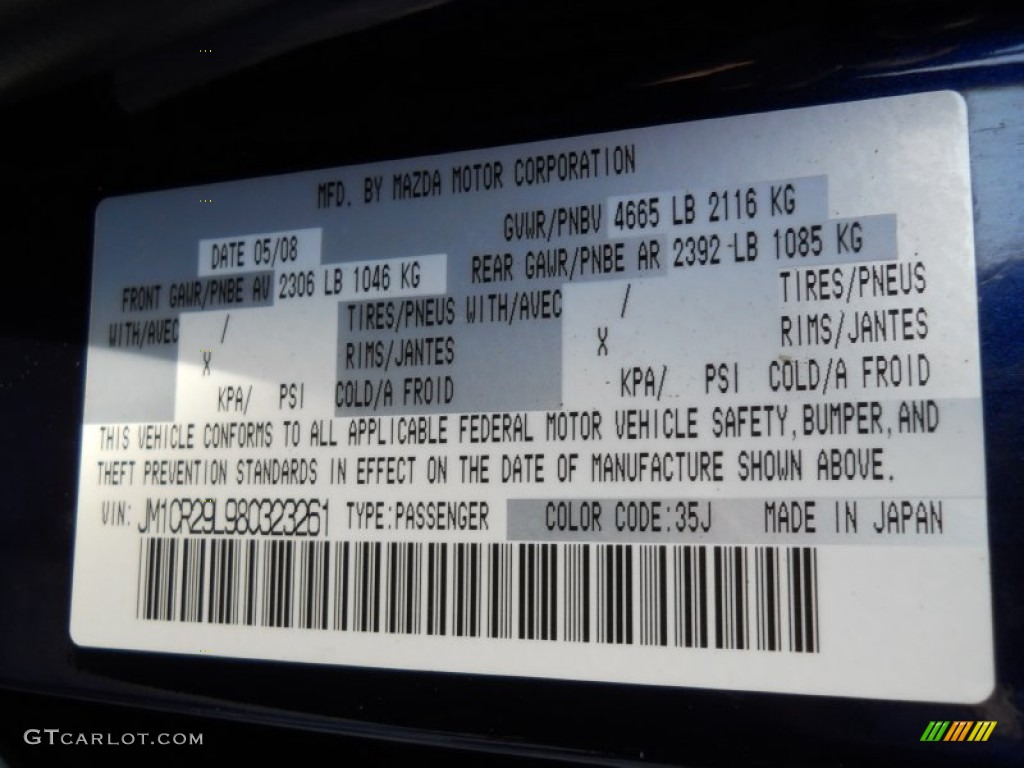 MFD. BY MAZDA MOTOR CORPORATION
DATE 05/08 GVWR/PNBV 4665 LB 2116 KG
FRONT GAWR/PNBE AV 2306 LB 1046 KG REAR GAWR/PNBE AR 2392 LB 1085 KG
WITH/AVEC / TIRES/PNEUS WITH/AVEC / TIRES/PNEUS
X RIMS/JANTES X RIMS/JANTES
KPA/ PSI COLD/A FROID KPA/ PSI COLD/A FROID
THIS VEHICLE CONFORMS TO ALL APPLICABLE FEDERAL MOTOR VEHICLE SAFETY, BUMPER, AND
THEFT PREVENTION STANDARDS IN EFFECT ON THE DATE OF MANUFACTURE SHOWN ABOVE.
VIN: JM1CR29L980323261 TYPE:PASSENGER COLOR CODE:35J MADE IN JAPAN
GTCARLOT.COM